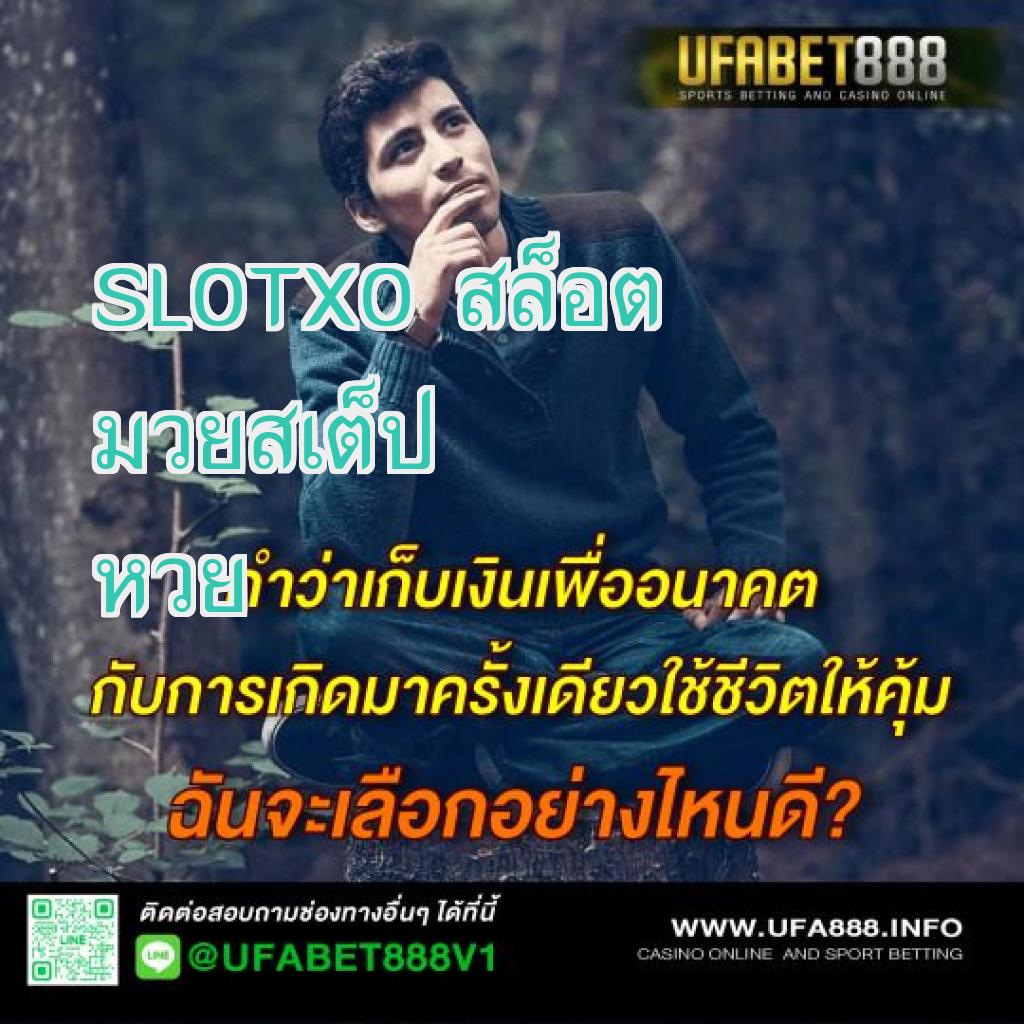 UFABET888
SPORTS BETTING AND CASINO ONLINE
SLOTXO สล็อต
มวยสเต็ป
หวย
คำว่าเก็บเงินเพื่ออนาคต
กับการเกิดมาครั้งเดียวใช้ชีวิตให้คุ้ม
ฉันจะเลือกอย่างไหนดี?
ติดต่อสอบถามช่องทางอื่นๆ ได้ที่นี้
LINE
LINE
@UFABET888V1
WWW.UFA888.INFO
CASINO ONLINE AND SPORT BETTING